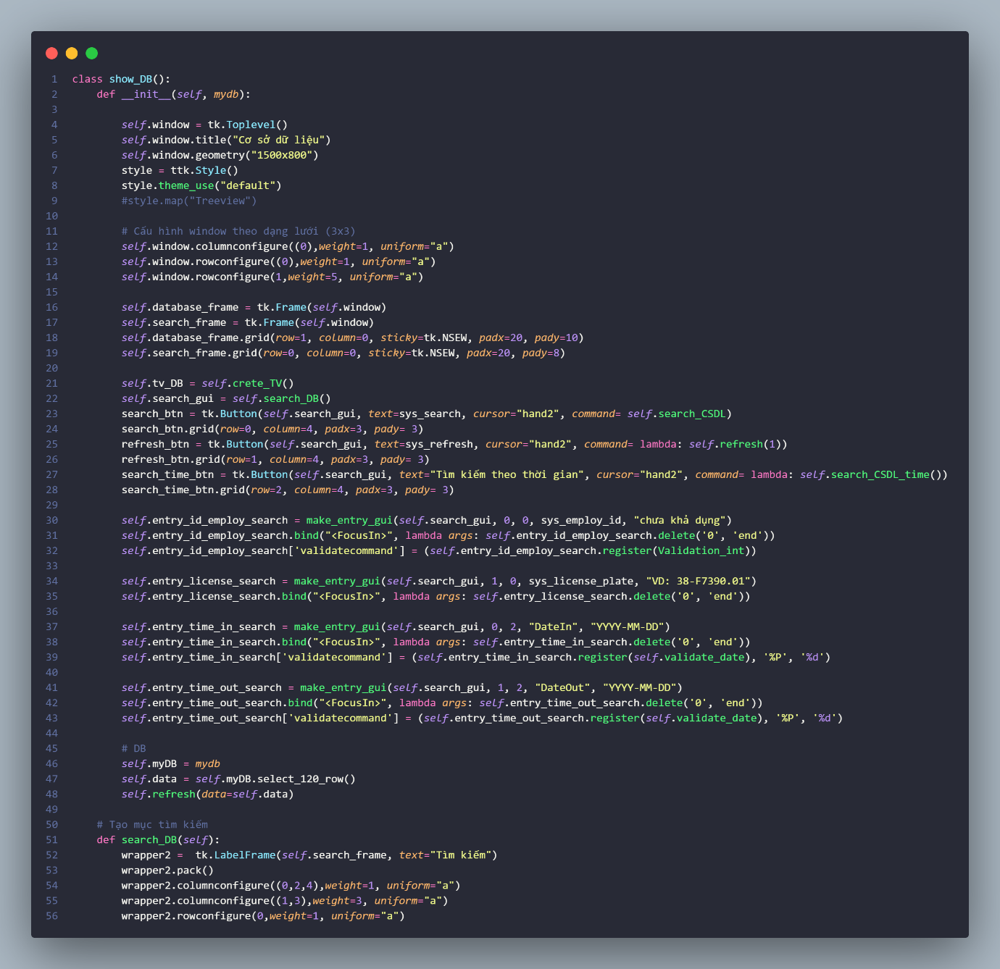 1 class show_DB():
2     def __init__(self, mydb):
3
4         self.window = tk.Toplevel()
5         self.window.title("Cơ sở dữ liệu")
6         self.window.geometry("1500x800")
7         style = ttk.Style()
8         style.theme_use("default")
9         #style.map("Treeview")
10
11         # Cấu hình window theo dạng lưới (3x3)
12         self.window.columnconfigure((0),weight=1, uniform="a")
13         self.window.rowconfigure((0),weight=1, uniform="a")
14         self.window.rowconfigure(1,weight=5, uniform="a")
15
16         self.database_frame = tk.Frame(self.window)
17         self.search_frame = tk.Frame(self.window)
18         self.database_frame.grid(row=1, column=0, sticky=tk.NSEW, padx=20, pady=10)
19         self.search_frame.grid(row=0, column=0, sticky=tk.NSEW, padx=20, pady=8)
20
21         self.tv_DB = self.crete_TV()
22         self.search_gui = self.search_DB()
23         search_btn = tk.Button(self.search_gui, text=sys_search, cursor="hand2", command= self.search_CSDL)
24         search_btn.grid(row=0, column=4, padx=3, pady= 3)
25         refresh_btn = tk.Button(self.search_gui, text=sys_refresh, cursor="hand2", command= lambda: self.refresh(1))
26         refresh_btn.grid(row=1, column=4, padx=3, pady= 3)
27         search_time_btn = tk.Button(self.search_gui, text="Tìm kiếm theo thời gian", cursor="hand2", command= lambda: self.search_CSDL_time())
28         search_time_btn.grid(row=2, column=4, padx=3, pady= 3)
29
30         self.entry_id_employ_search = make_entry_gui(self.search_gui, 0, 0, sys_employ_id, "chưa khả dụng")
31         self.entry_id_employ_search.bind("<FocusIn>", lambda args: self.entry_id_employ_search.delete('0', 'end'))
32         self.entry_id_employ_search['validatecommand'] = (self.entry_id_employ_search.register(Validation_int))
33
34         self.entry_license_search = make_entry_gui(self.search_gui, 1, 0, sys_license_plate, "VD: 38-F7390.01")
35         self.entry_license_search.bind("<FocusIn>", lambda args: self.entry_license_search.delete('0', 'end'))
36
37         self.entry_time_in_search = make_entry_gui(self.search_gui, 0, 2, "DateIn", "YYYY-MM-DD")
38         self.entry_time_in_search.bind("<FocusIn>", lambda args: self.entry_time_in_search.delete('0', 'end'))
39         self.entry_time_in_search['validatecommand'] = (self.entry_time_in_search.register(self.validate_date), '%P', '%d')
40
41         self.entry_time_out_search = make_entry_gui(self.search_gui, 1, 2, "DateOut", "YYYY-MM-DD")
42         self.entry_time_out_search.bind("<FocusIn>", lambda args: self.entry_time_out_search.delete('0', 'end'))
43         self.entry_time_out_search['validatecommand'] = (self.entry_time_out_search.register(self.validate_date), '%P', '%d')
44
45         # DB
46         self.myDB = mydb
47         self.data = self.myDB.select_120_row()
48         self.refresh(data=self.data)
49
50     # Tạo mục tìm kiếm
51     def search_DB(self):
52         wrapper2 =  tk.LabelFrame(self.search_frame, text="Tìm kiếm")
53         wrapper2.pack()
54         wrapper2.columnconfigure((0,2,4),weight=1, uniform="a")
55         wrapper2.columnconfigure((1,3),weight=3, uniform="a")
56         wrapper2.rowconfigure(0,weight=1, uniform="a")